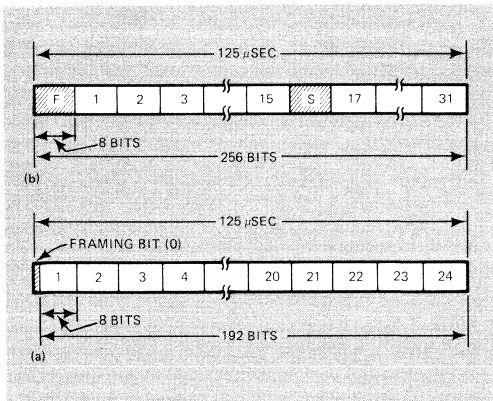 125 μSEC
F 1 2 3 15 S 17 31
8 BITS
256 BITS
(b)
125 μSEC
FRAMING BIT (0)
1 2 3 4 20 21 22 23 24
8 BITS
192 BITS
(a)